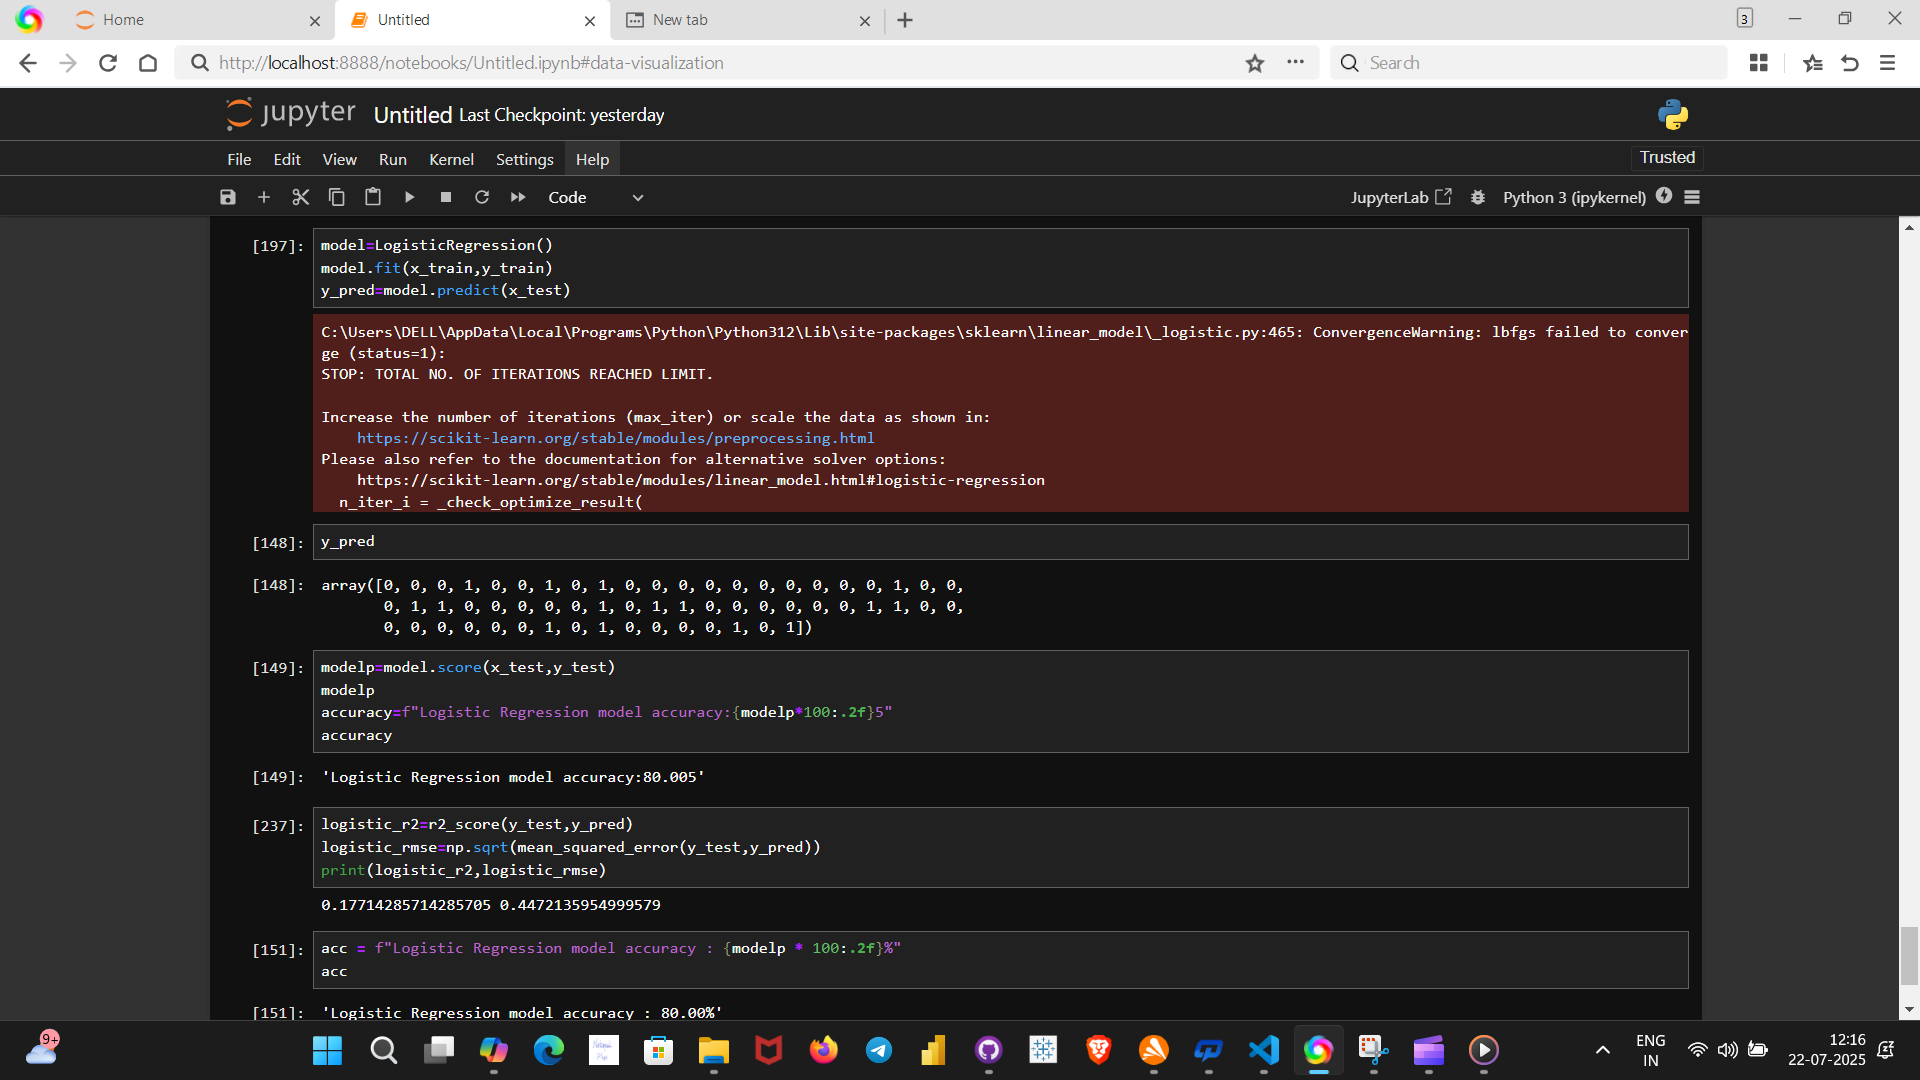 Home
Untitled
New tab
3
http://localhost:8888/notebooks/Untitled.ipynb#data-visualization
Search
jupyter Untitled Last Checkpoint: yesterday
File Edit View Run Kernel Settings Help
Trusted
Code
JupyterLab
Python 3 (ipykernel)
[197]:
model=LogisticRegression()
model.fit(x_train,y_train)
y_pred=model.predict(x_test)
C:\Users\DELL\AppData\Local\Programs\Python\Python312\Lib\site-packages\sklearn\linear_model\_logistic.py:465: ConvergenceWarning: lbfgs failed to conver
ge (status=1):
STOP: TOTAL NO. OF ITERATIONS REACHED LIMIT.
Increase the number of iterations (max_iter) or scale the data as shown in:
https://scikit-learn.org/stable/modules/preprocessing.html
Please also refer to the documentation for alternative solver options:
https://scikit-learn.org/stable/modules/linear_model.html#logistic-regression
n_iter_i = _check_optimize_result(
[148]:
y_pred
[148]:
array([0, 0, 0, 1, 0, 0, 1, 0, 1, 0, 0, 0, 0, 0, 0, 0, 0, 0, 0, 1, 0, 0,
0, 1, 1, 0, 0, 0, 0, 0, 1, 0, 1, 1, 0, 0, 0, 0, 0, 0, 1, 1, 0, 0,
0, 0, 0, 0, 0, 0, 1, 0, 1, 0, 0, 0, 0, 1, 0, 1])
[149]:
modelp=model.score(x_test,y_test)
modelp
accuracy=f"Logistic Regression model accuracy:{modelp*100:.2f}5"
accuracy
[149]:
'Logistic Regression model accuracy:80.005'
[237]:
logistic_r2=r2_score(y_test,y_pred)
logistic_rmse=np.sqrt(mean_squared_error(y_test,y_pred))
print(logistic_r2,logistic_rmse)
0.17714285714285705 0.4472135954999579
[151]:
acc = f"Logistic Regression model accuracy : {modelp * 100:.2f}%"
acc
[151]:
'Logistic Regression model accuracy : 80.00%'
9+
ENG
IN
12:16
22-07-2025